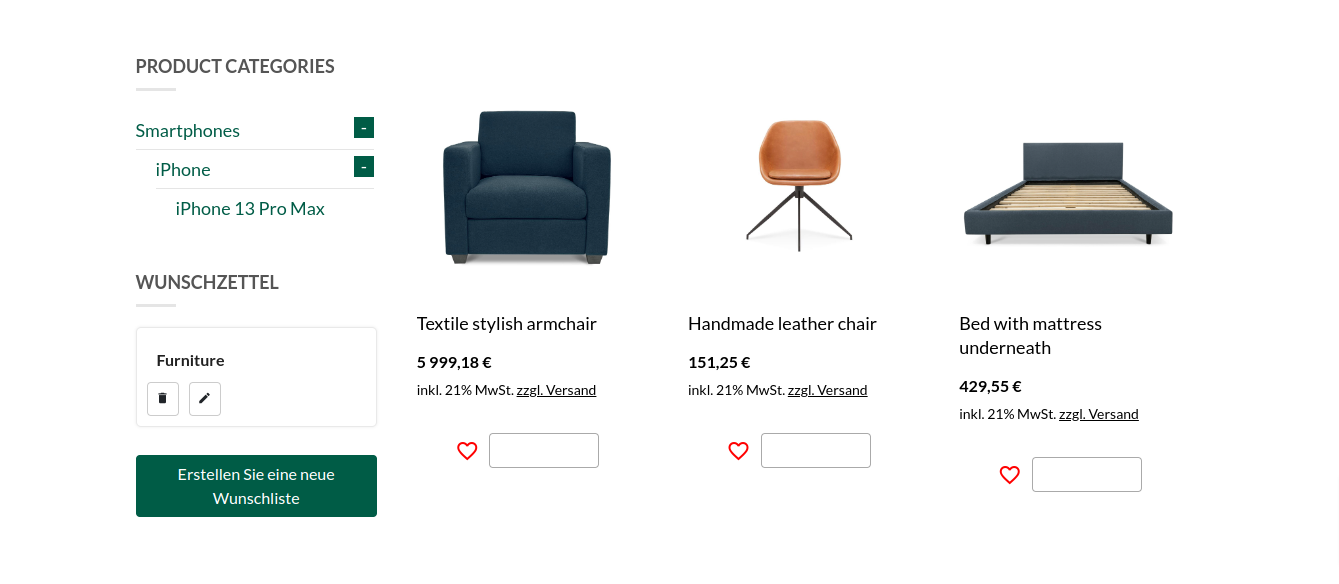 PRODUCT CATEGORIES
Smartphones -
iPhone -
iPhone 13 Pro Max
WUNSCHZETTEL
Furniture
Erstellen Sie eine neue
Wunschliste
Textile stylish armchair
5 999,18 €
inkl. 21% MwSt. zzgl. Versand
Handmade leather chair
151,25 €
inkl. 21% MwSt. zzgl. Versand
Bed with mattress
underneath
429,55 €
inkl. 21% MwSt. zzgl. Versand